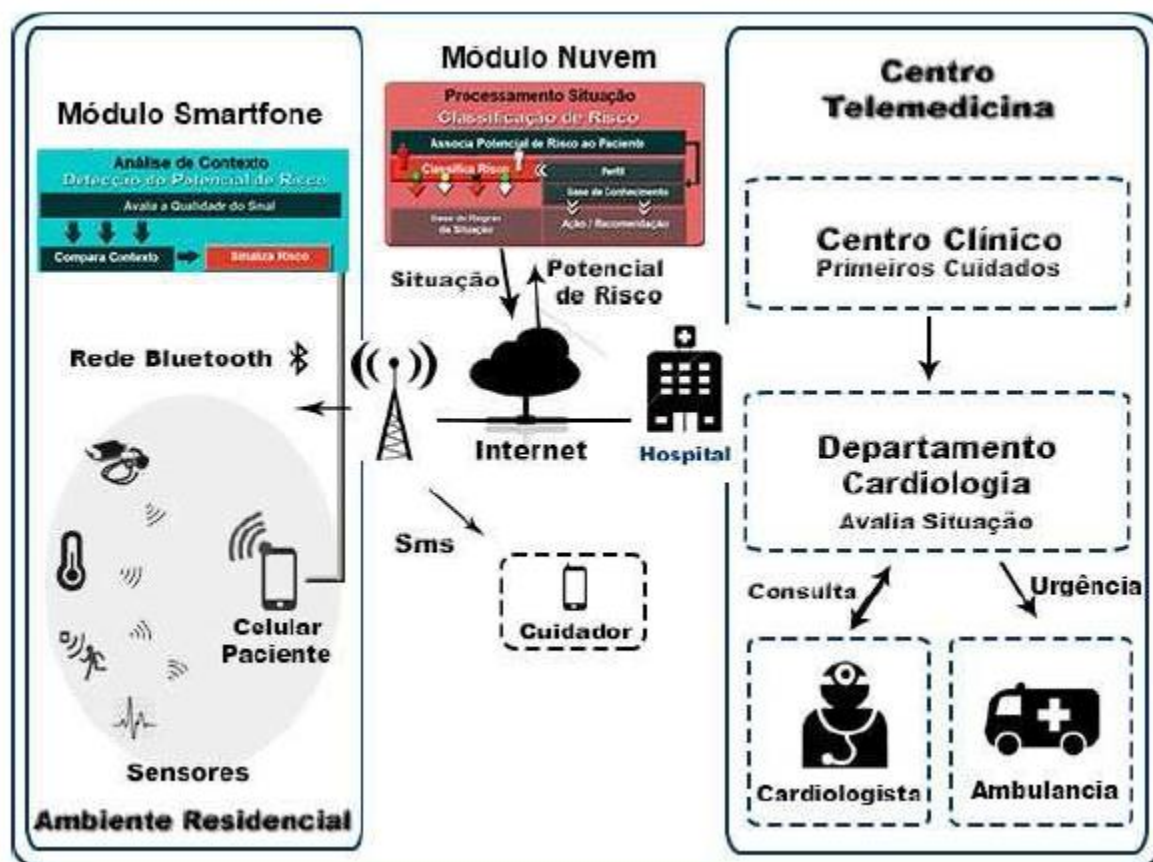 Módulo Smartfone
Análise de Contexto
Detecção do Potencial de Risco
Avalia a Qualidadr do Sinal
Compara Contexto
Sinaliza Risco
Rede Bluetooth
Celular
Paciente
Sensores
Ambiente Residencial
Módulo Nuvem
Processamento Situação
Classificação de Risco
Associa Potencial de Risco ao Paciente
Classifica Risco
Perfil
Base de Conhecimento
Base de Regras
da Situação
Ação / Recomendação
Situação
Potencial
de Risco
Internet
Hospital
Sms
Cuidador
Centro
Telemedicina
Centro Clínico
Primeiros Cuidados
Departamento
Cardiologia
Avalia Situação
Consulta
Urgência
Cardiologista
Ambulancia